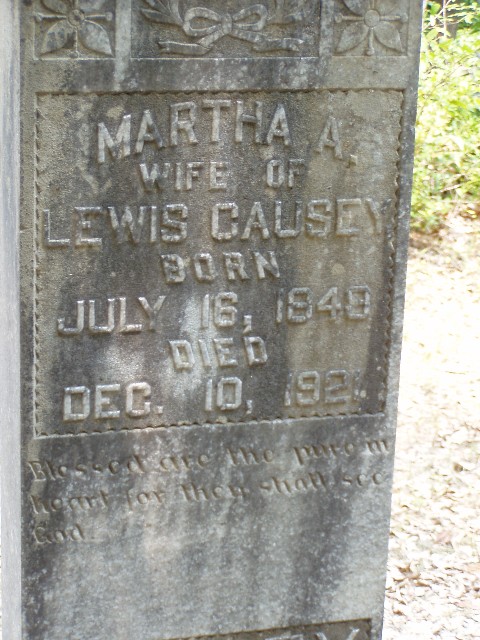 MARTHA A.
WIFE OF
LEWIS CAUSEY
BORN
JULY 16, 1849
DIED
DEC. 10, 1921.
Blessed are the pure in
heart for they shall see
God.